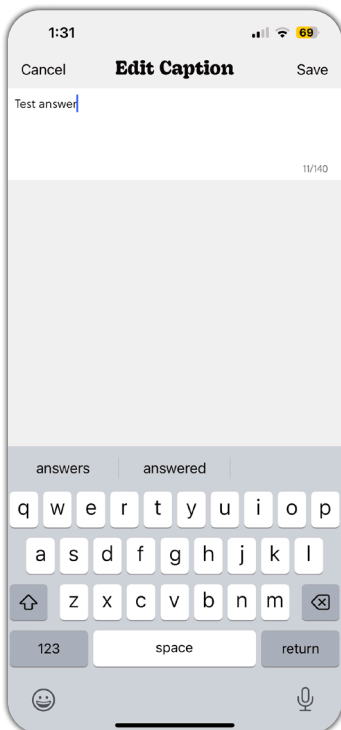 1:31 69
Cancel Edit Caption Save
Test answer
11/140
answers answered
q w e r t y u i o p
a s d f g h j k l
z x c v b n m
123 space return